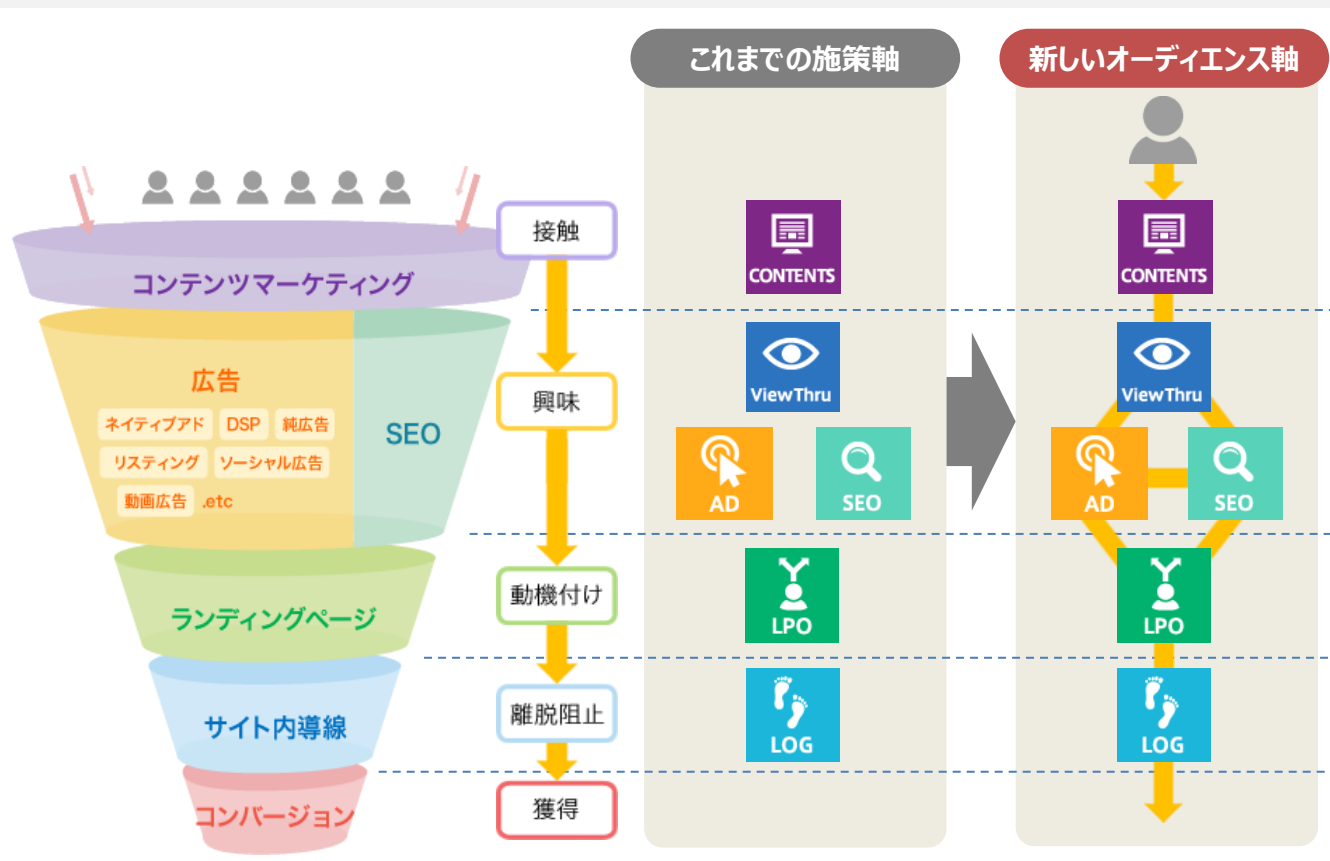 これまでの施策軸
新しいオーディエンス軸
コンテンツマーケティング
広告
ネイティブアド
DSP
純広告
リスティング
ソーシャル広告
動画広告
.etc
SEO
ランディングページ
サイト内導線
コンバージョン
接触
興味
動機付け
離脱阻止
獲得
CONTENTS
ViewThru
AD
SEO
LPO
LOG
CONTENTS
ViewThru
AD
SEO
LPO
LOG